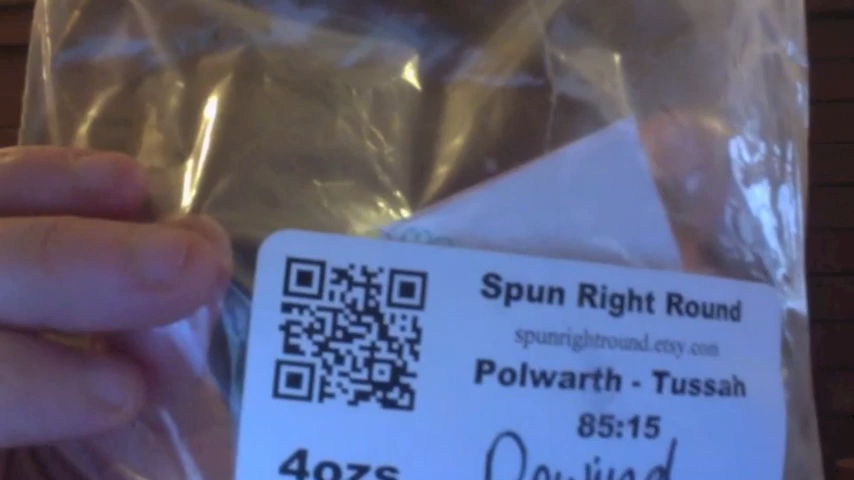 Spun Right Round
spunrightround.etsy.com
Polwarth - Tussah
85:15
4ozs